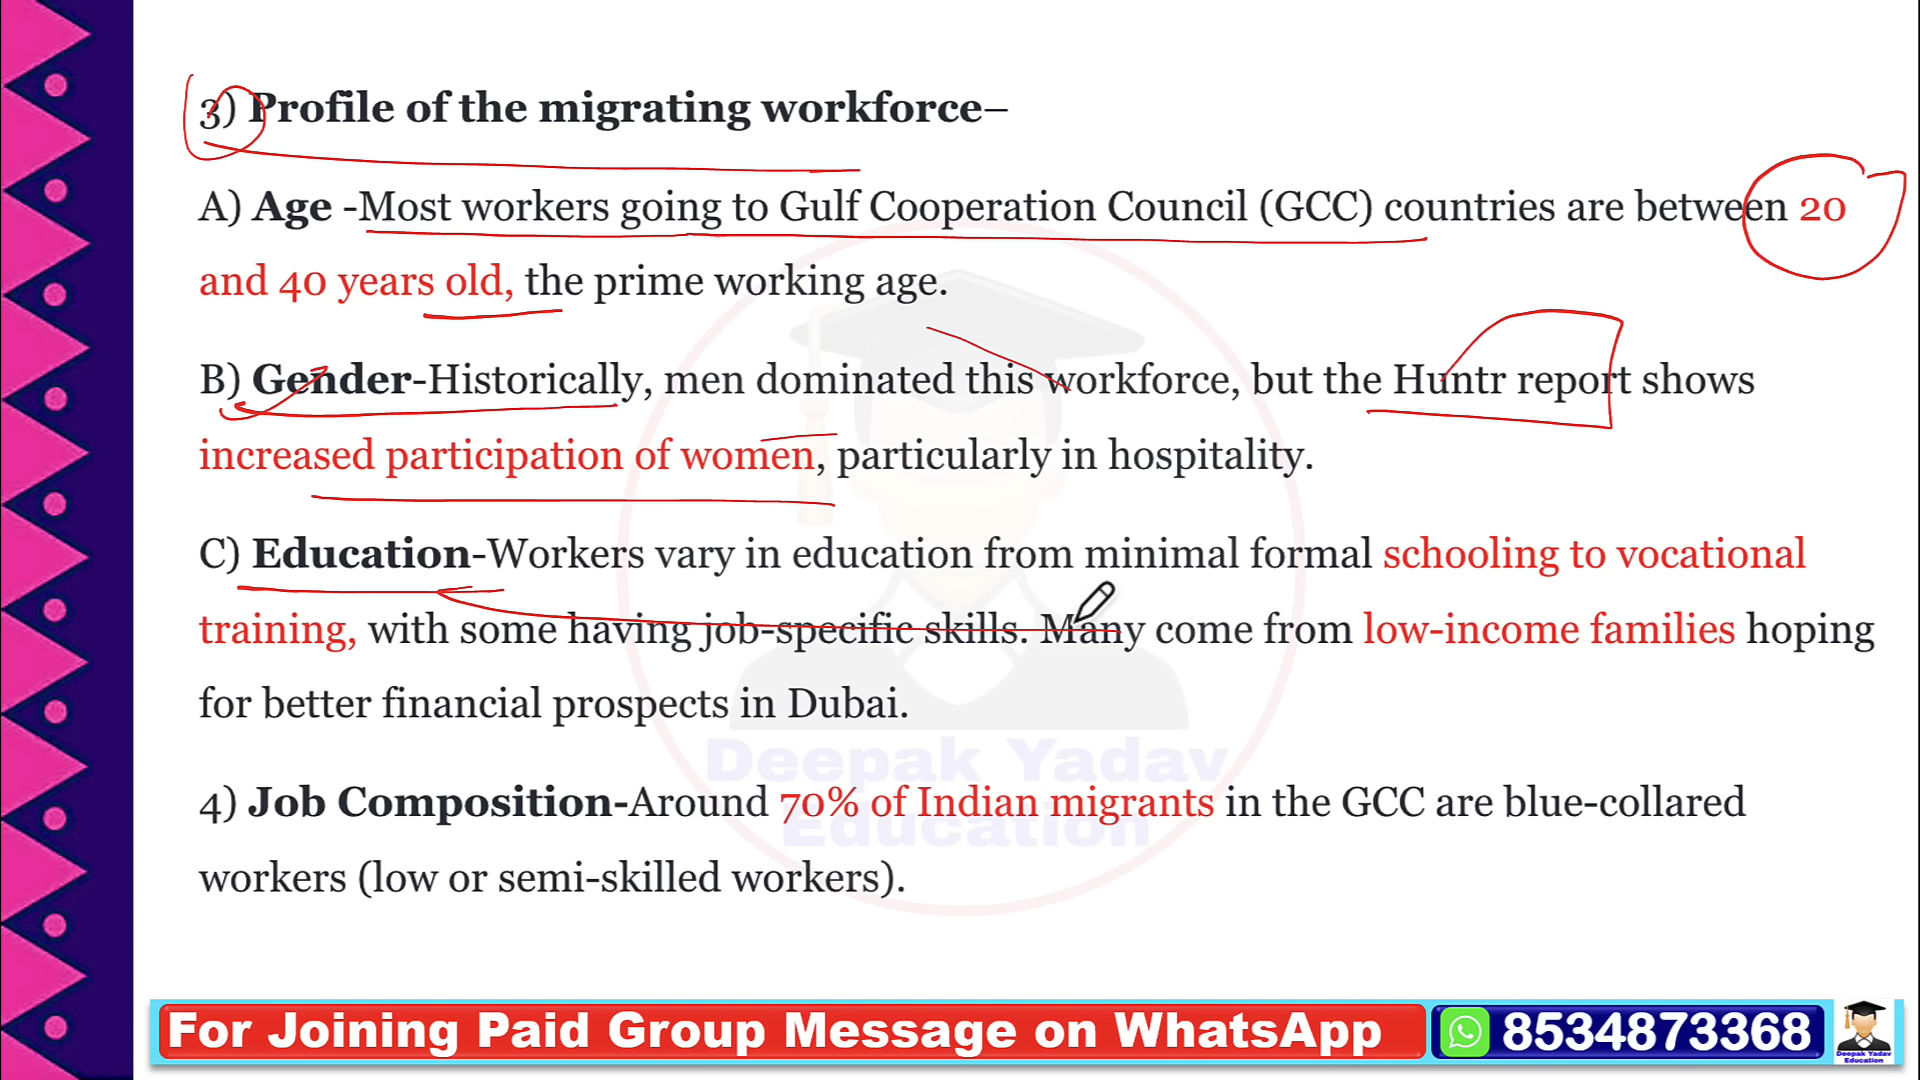 3) Profile of the migrating workforce–
A) Age -Most workers going to Gulf Cooperation Council (GCC) countries are between 20
and 40 years old, the prime working age.
B) Gender-Historically, men dominated this workforce, but the Huntr report shows
increased participation of women, particularly in hospitality.
C) Education-Workers vary in education from minimal formal schooling to vocational
training, with some having job-specific skills. Many come from low-income families hoping
for better financial prospects in Dubai.
Deepak Yadav
Education
4) Job Composition-Around 70% of Indian migrants in the GCC are blue-collared
workers (low or semi-skilled workers).
For Joining Paid Group Message on WhatsApp
8534873368
Deepak Yadav
Education